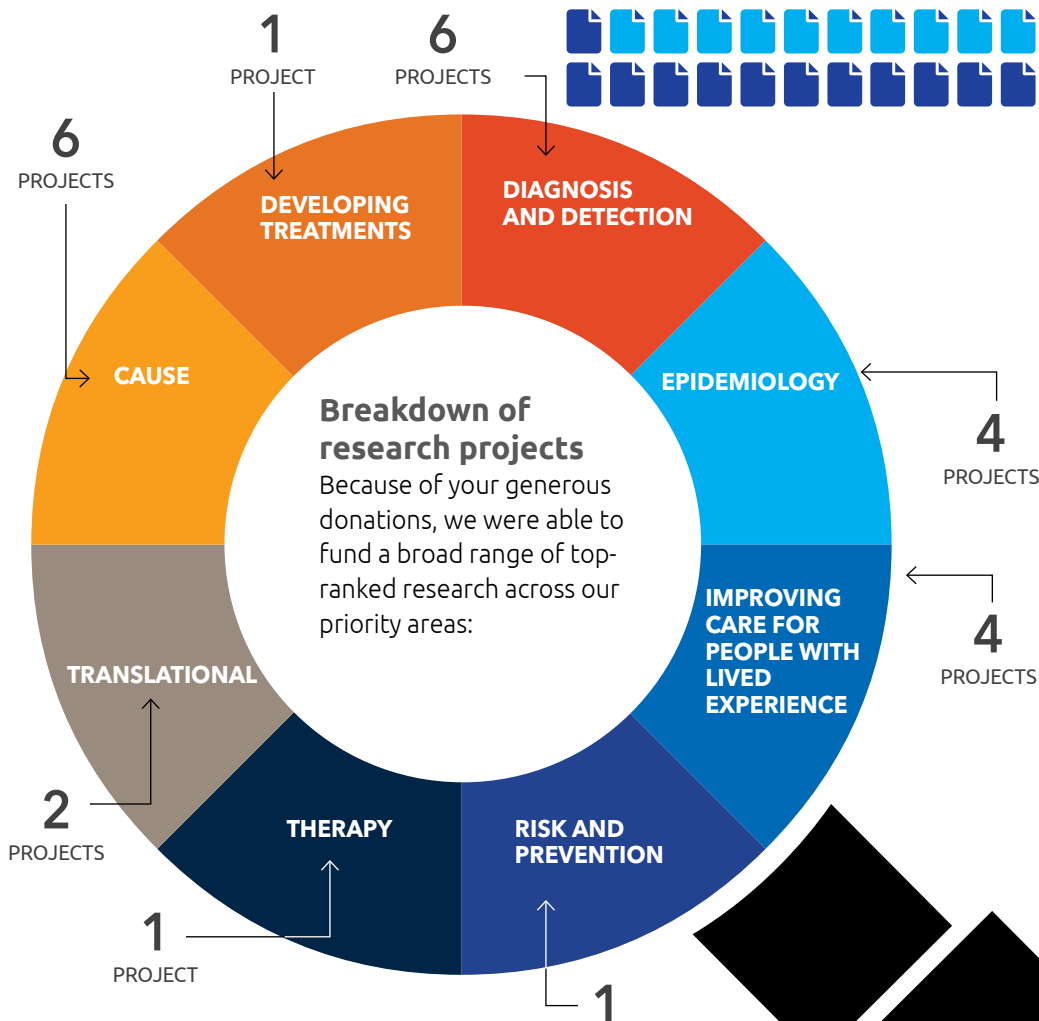 1
PROJECT
6
PROJECTS
6
PROJECTS
DEVELOPING
TREATMENTS
DIAGNOSIS
AND DETECTION
CAUSE
EPIDEMIOLOGY
4
PROJECTS
Breakdown of
research projects
Because of your generous
donations, we were able to
fund a broad range of top-
ranked research across our
priority areas:
IMPROVING
CARE FOR
PEOPLE WITH
LIVED
EXPERIENCE
4
PROJECTS
TRANSLATIONAL
2
PROJECTS
THERAPY
RISK AND
PREVENTION
1
PROJECT
1